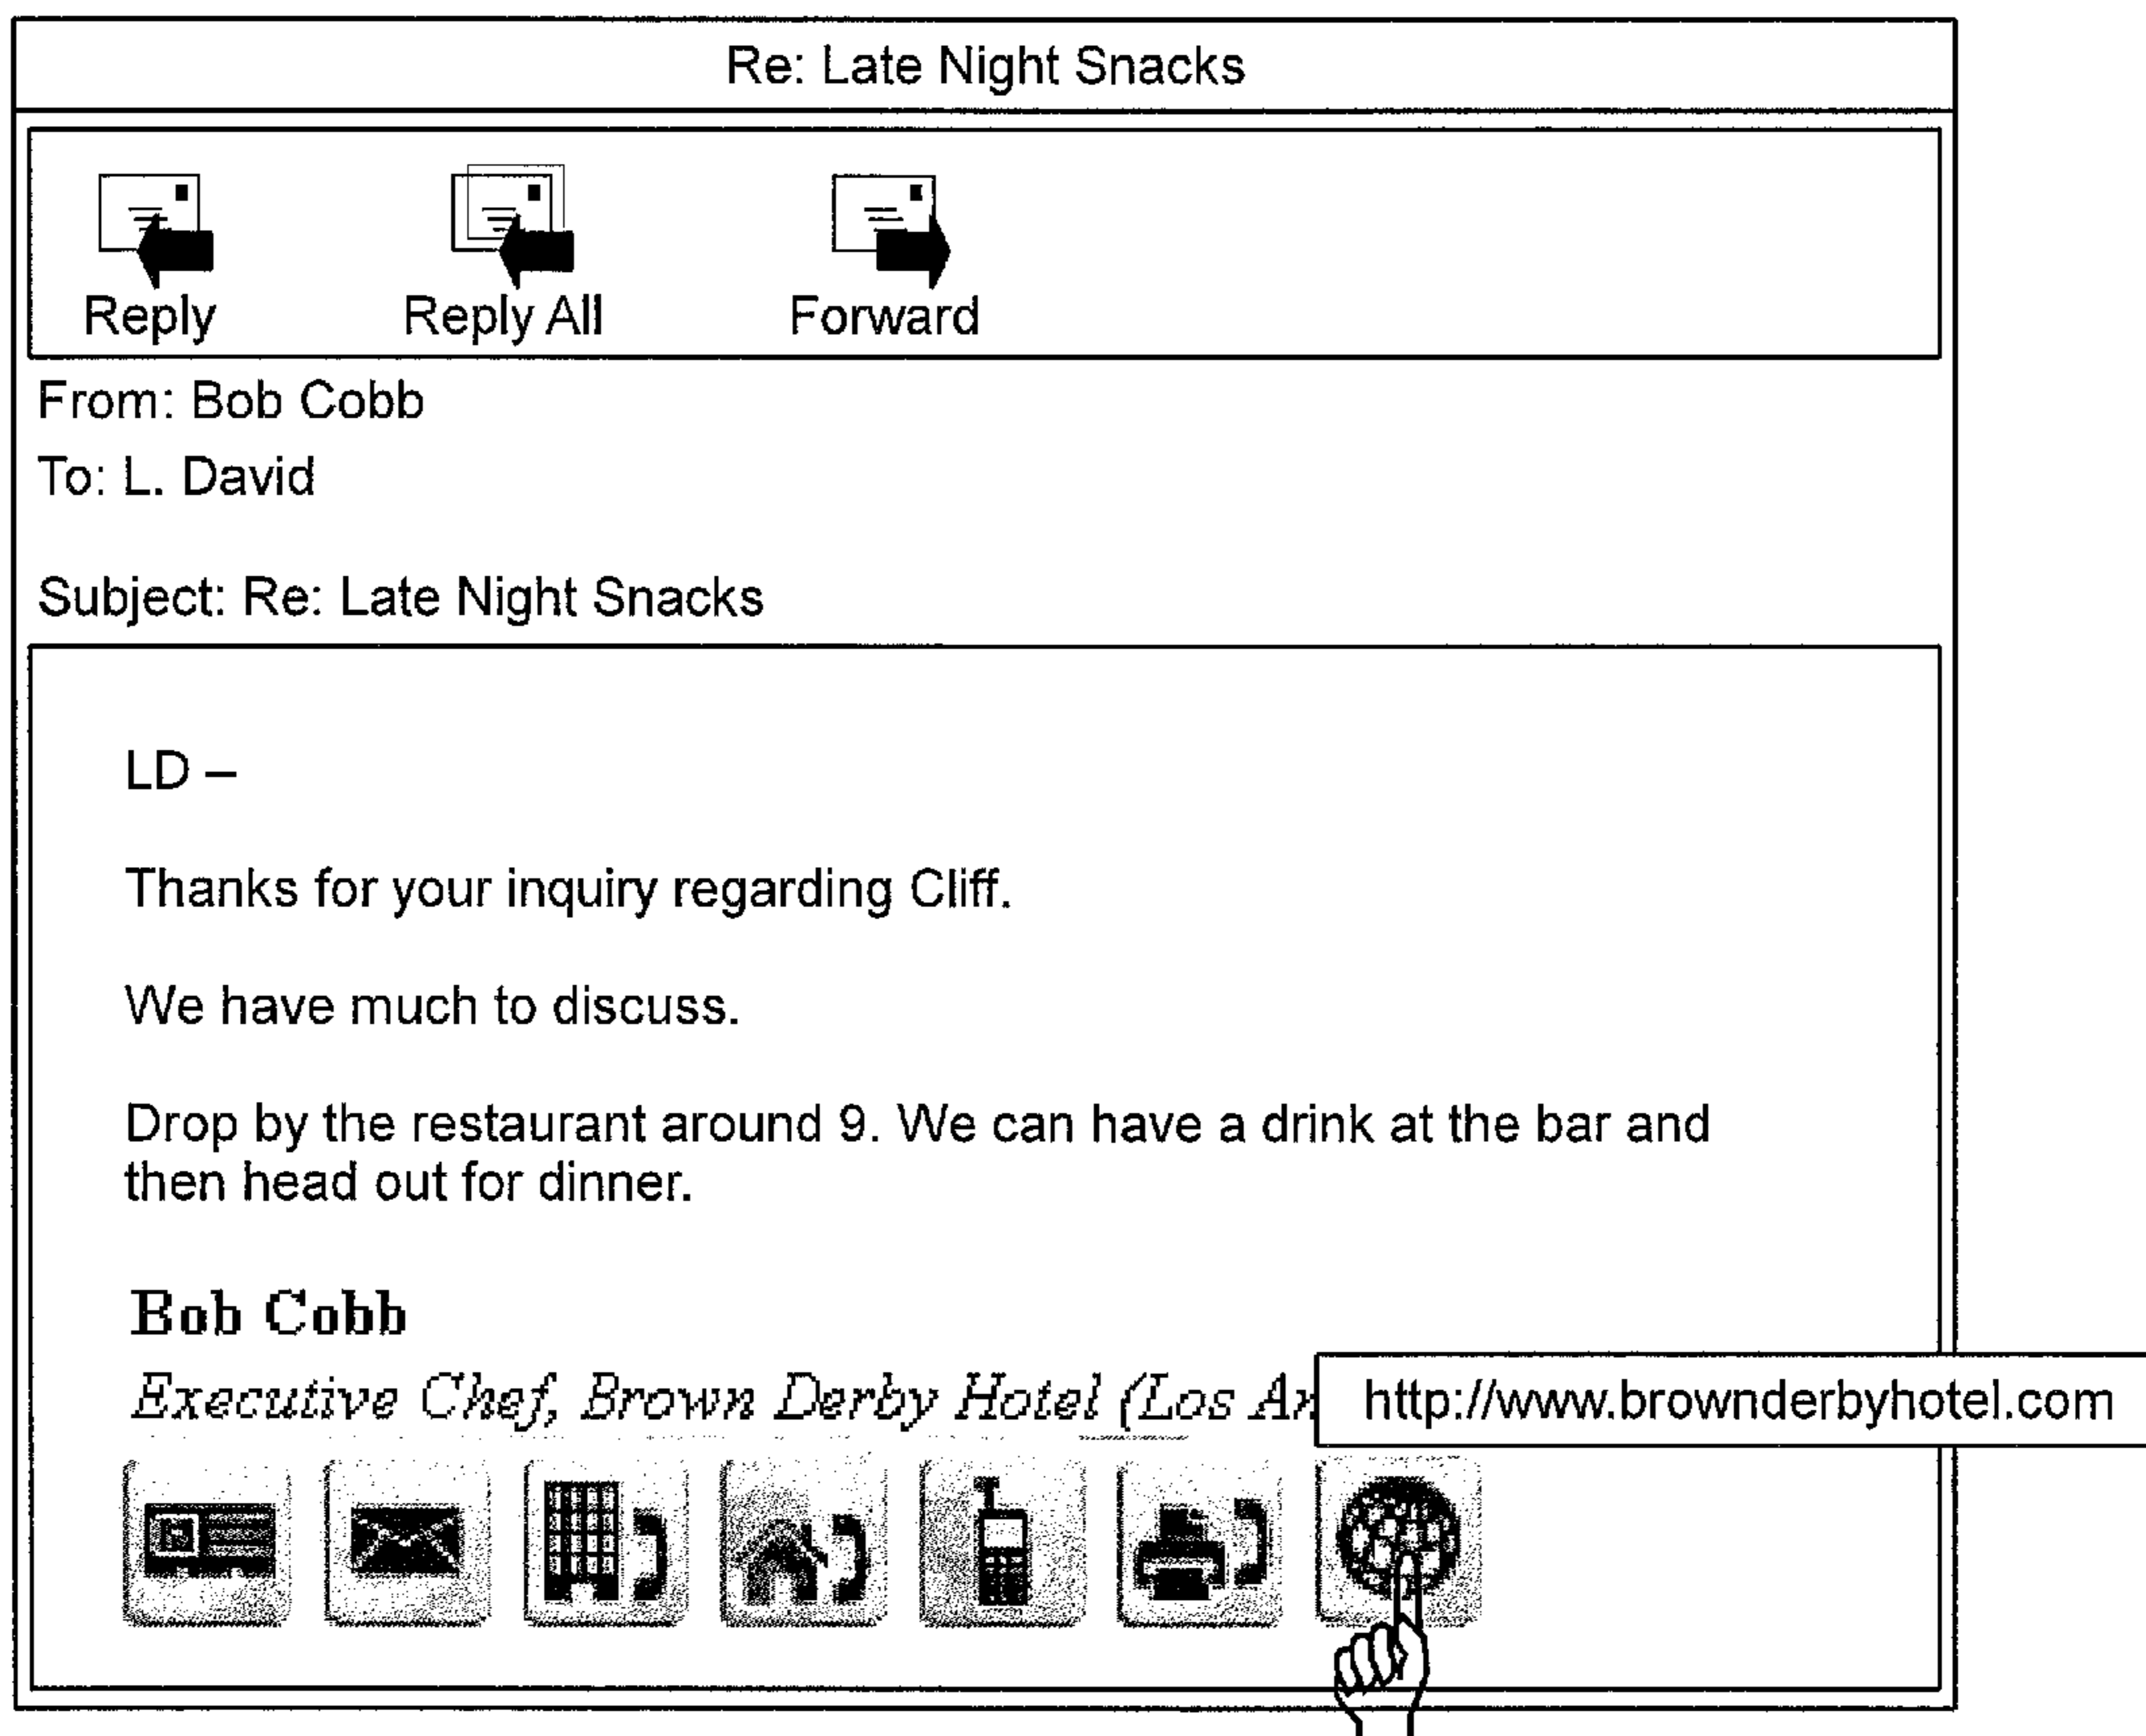 Re: Late Night Snacks
Reply Reply All Forward
From: Bob Cobb
To: L. David
Subject: Re: Late Night Snacks
LD –
Thanks for your inquiry regarding Cliff.
We have much to discuss.
Drop by the restaurant around 9. We can have a drink at the bar and
then head out for dinner.
Bob Cobb
Executive Chef, Brown Derby Hotel (Los
http://www.brownderbyhotel.com